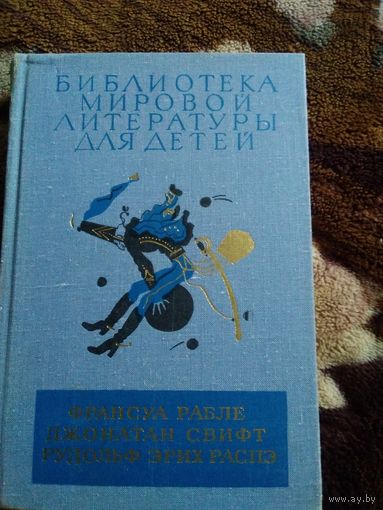 БИБЛИОТЕКА
МИРОВОЙ
ЛИТЕРАТУРЫ
ДЛЯ ДЕТЕЙ
ФРАНСУА РАБЛЕ
ДЖОНАТАН СВИФТ
РУДОЛЬФ ЭРИХ РАСПЭ
www.ay.by